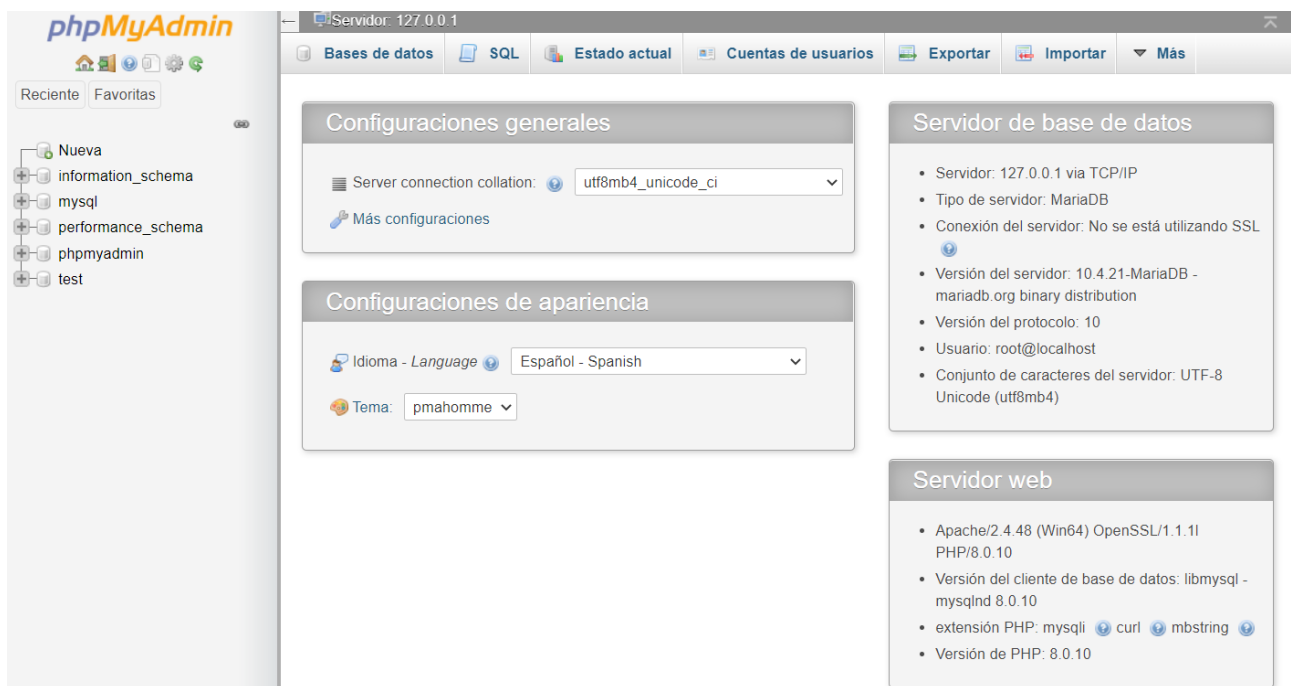 phpMyAdmin
Reciente Favoritas
Nueva
information_schema
mysql
performance_schema
phpmyadmin
test
Servidor: 127.0.0.1
Bases de datos SQL Estado actual Cuentas de usuarios Exportar Importar Más
Configuraciones generales
Server connection collation: utf8mb4_unicode_ci
Más configuraciones
Configuraciones de apariencia
Idioma - Language Español - Spanish
Tema: pmahomme
Servidor de base de datos
Servidor: 127.0.0.1 via TCP/IP
Tipo de servidor: MariaDB
Conexión del servidor: No se está utilizando SSL
Versión del servidor: 10.4.21-MariaDB -
mariadb.org binary distribution
Versión del protocolo: 10
Usuario: root@localhost
Conjunto de caracteres del servidor: UTF-8
Unicode (utf8mb4)
Servidor web
Apache/2.4.48 (Win64) OpenSSL/1.1.1l
PHP/8.0.10
Versión del cliente de base de datos: libmysql -
mysqlnd 8.0.10
extensión PHP: mysqli curl mbstring
Versión de PHP: 8.0.10